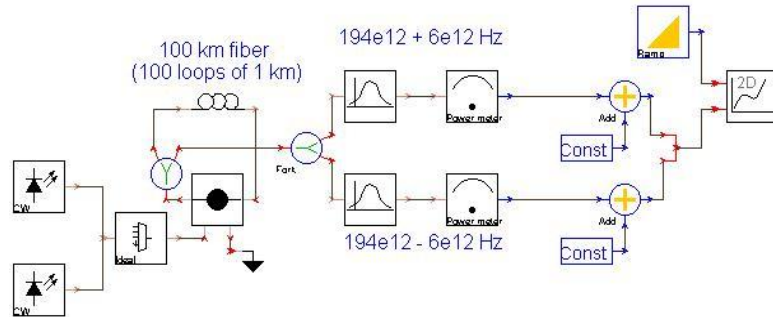 194e12 + 6e12 Hz
100 km fiber
(100 loops of 1 km)
Ramp
2D
Power meter
Add
Const
Y
Fork
CW
Ideal
Power meter
Add
194e12 - 6e12 Hz
Const
CW